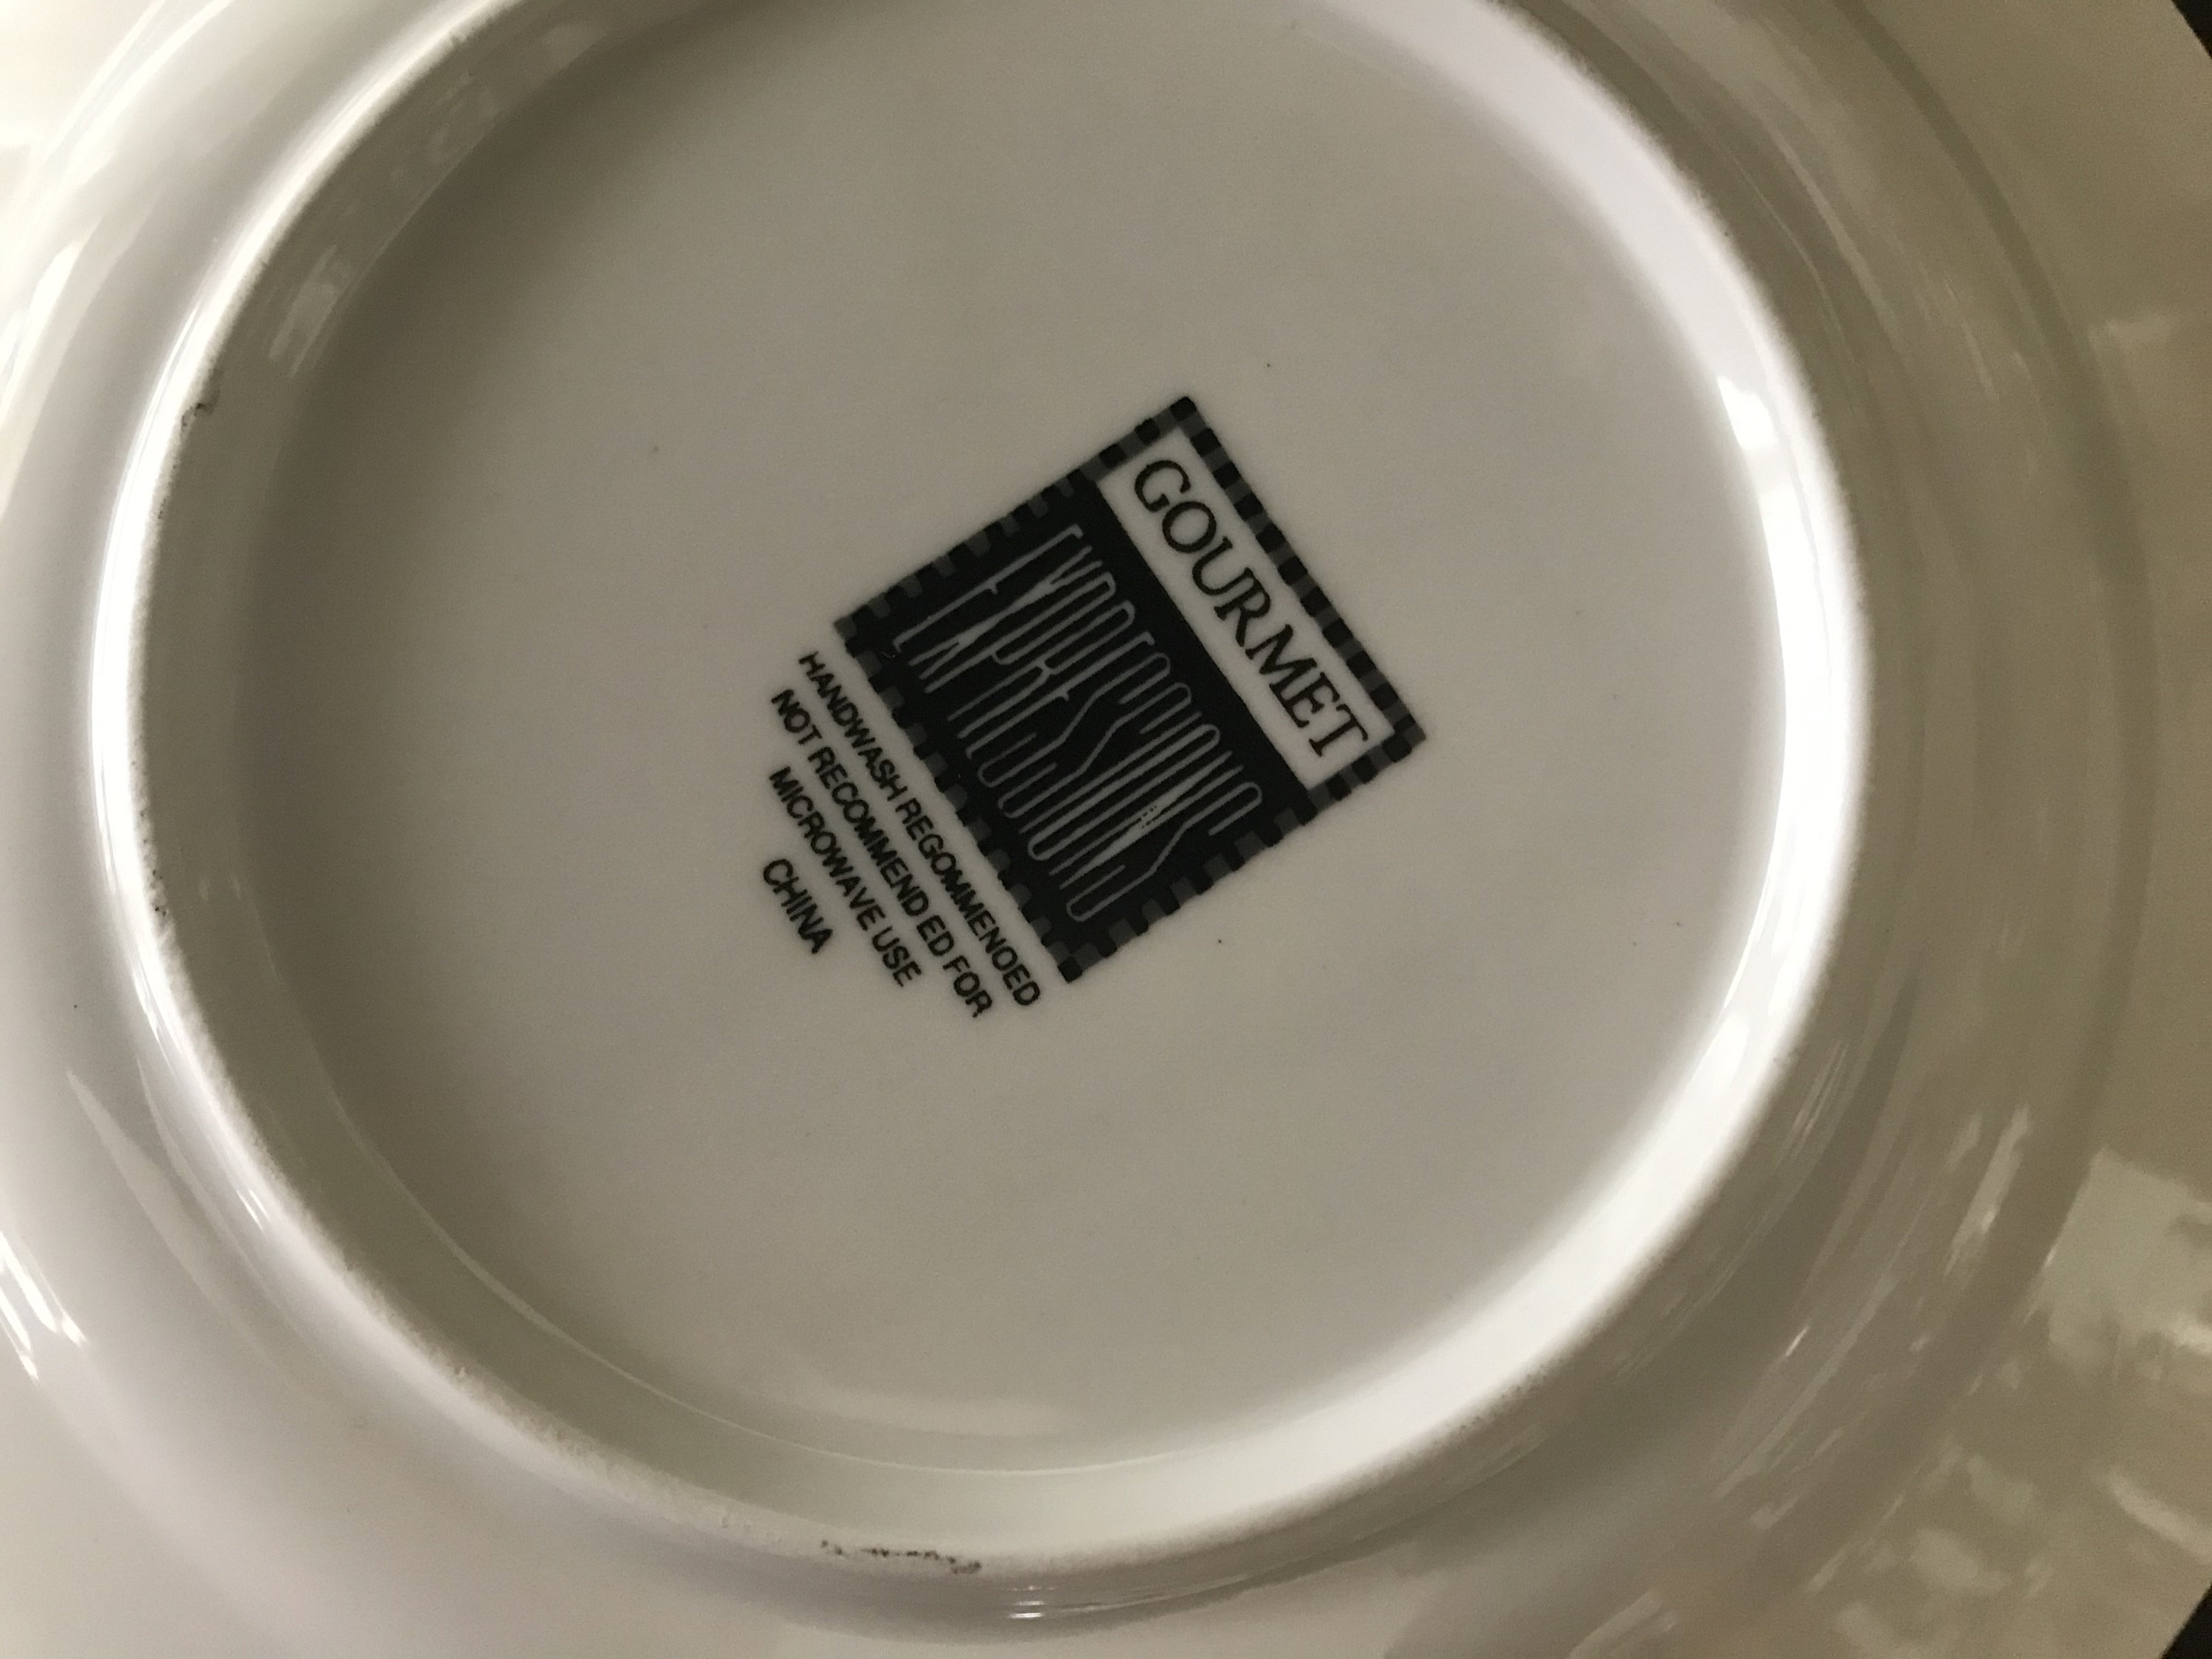 GOURMET
EXPRESSIONS
HANDWASH REGOMMENOED
NOT RECOMMEND ED FOR
MICROWAVE USE
CHINA